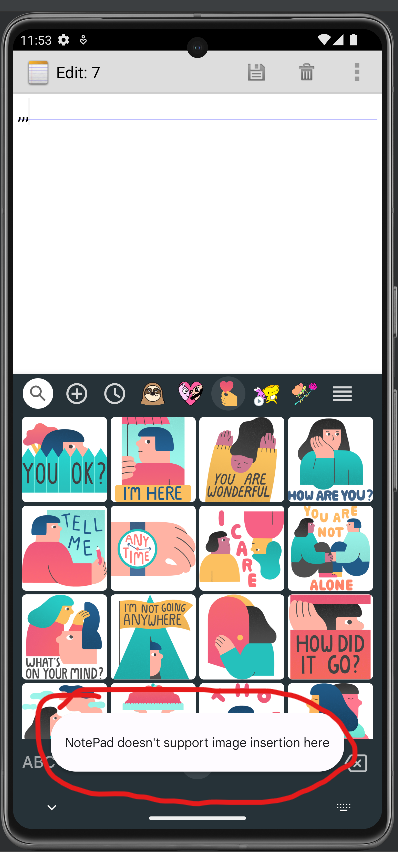 11:53
Edit: 7
,,,
YOU OK?
I'M HERE
YOU ARE
WONDERFUL
HOW ARE YOU?
TELL
ME
ANY
TIME
I
CARE
YOU ARE
NOT
ALONE
WHAT'S
ON YOUR MIND?
I'M NOT GOING
ANYWHERE
HOW DID
IT GO?
XHO
NotePad doesn't support image insertion here
ABC